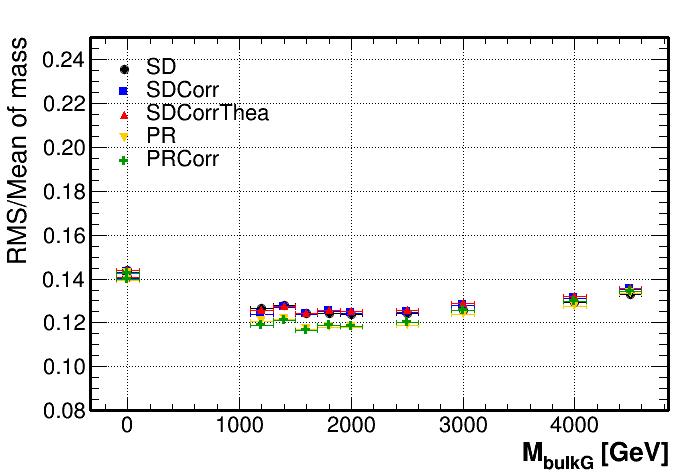 RMS/Mean of mass
0.24
0.22
0.20
0.18
0.16
0.14
0.12
0.10
0.08
SD
SDCorr
SDCorrThea
PR
PRCorr
0 1000 2000 3000 4000
M_bulkG [GeV]